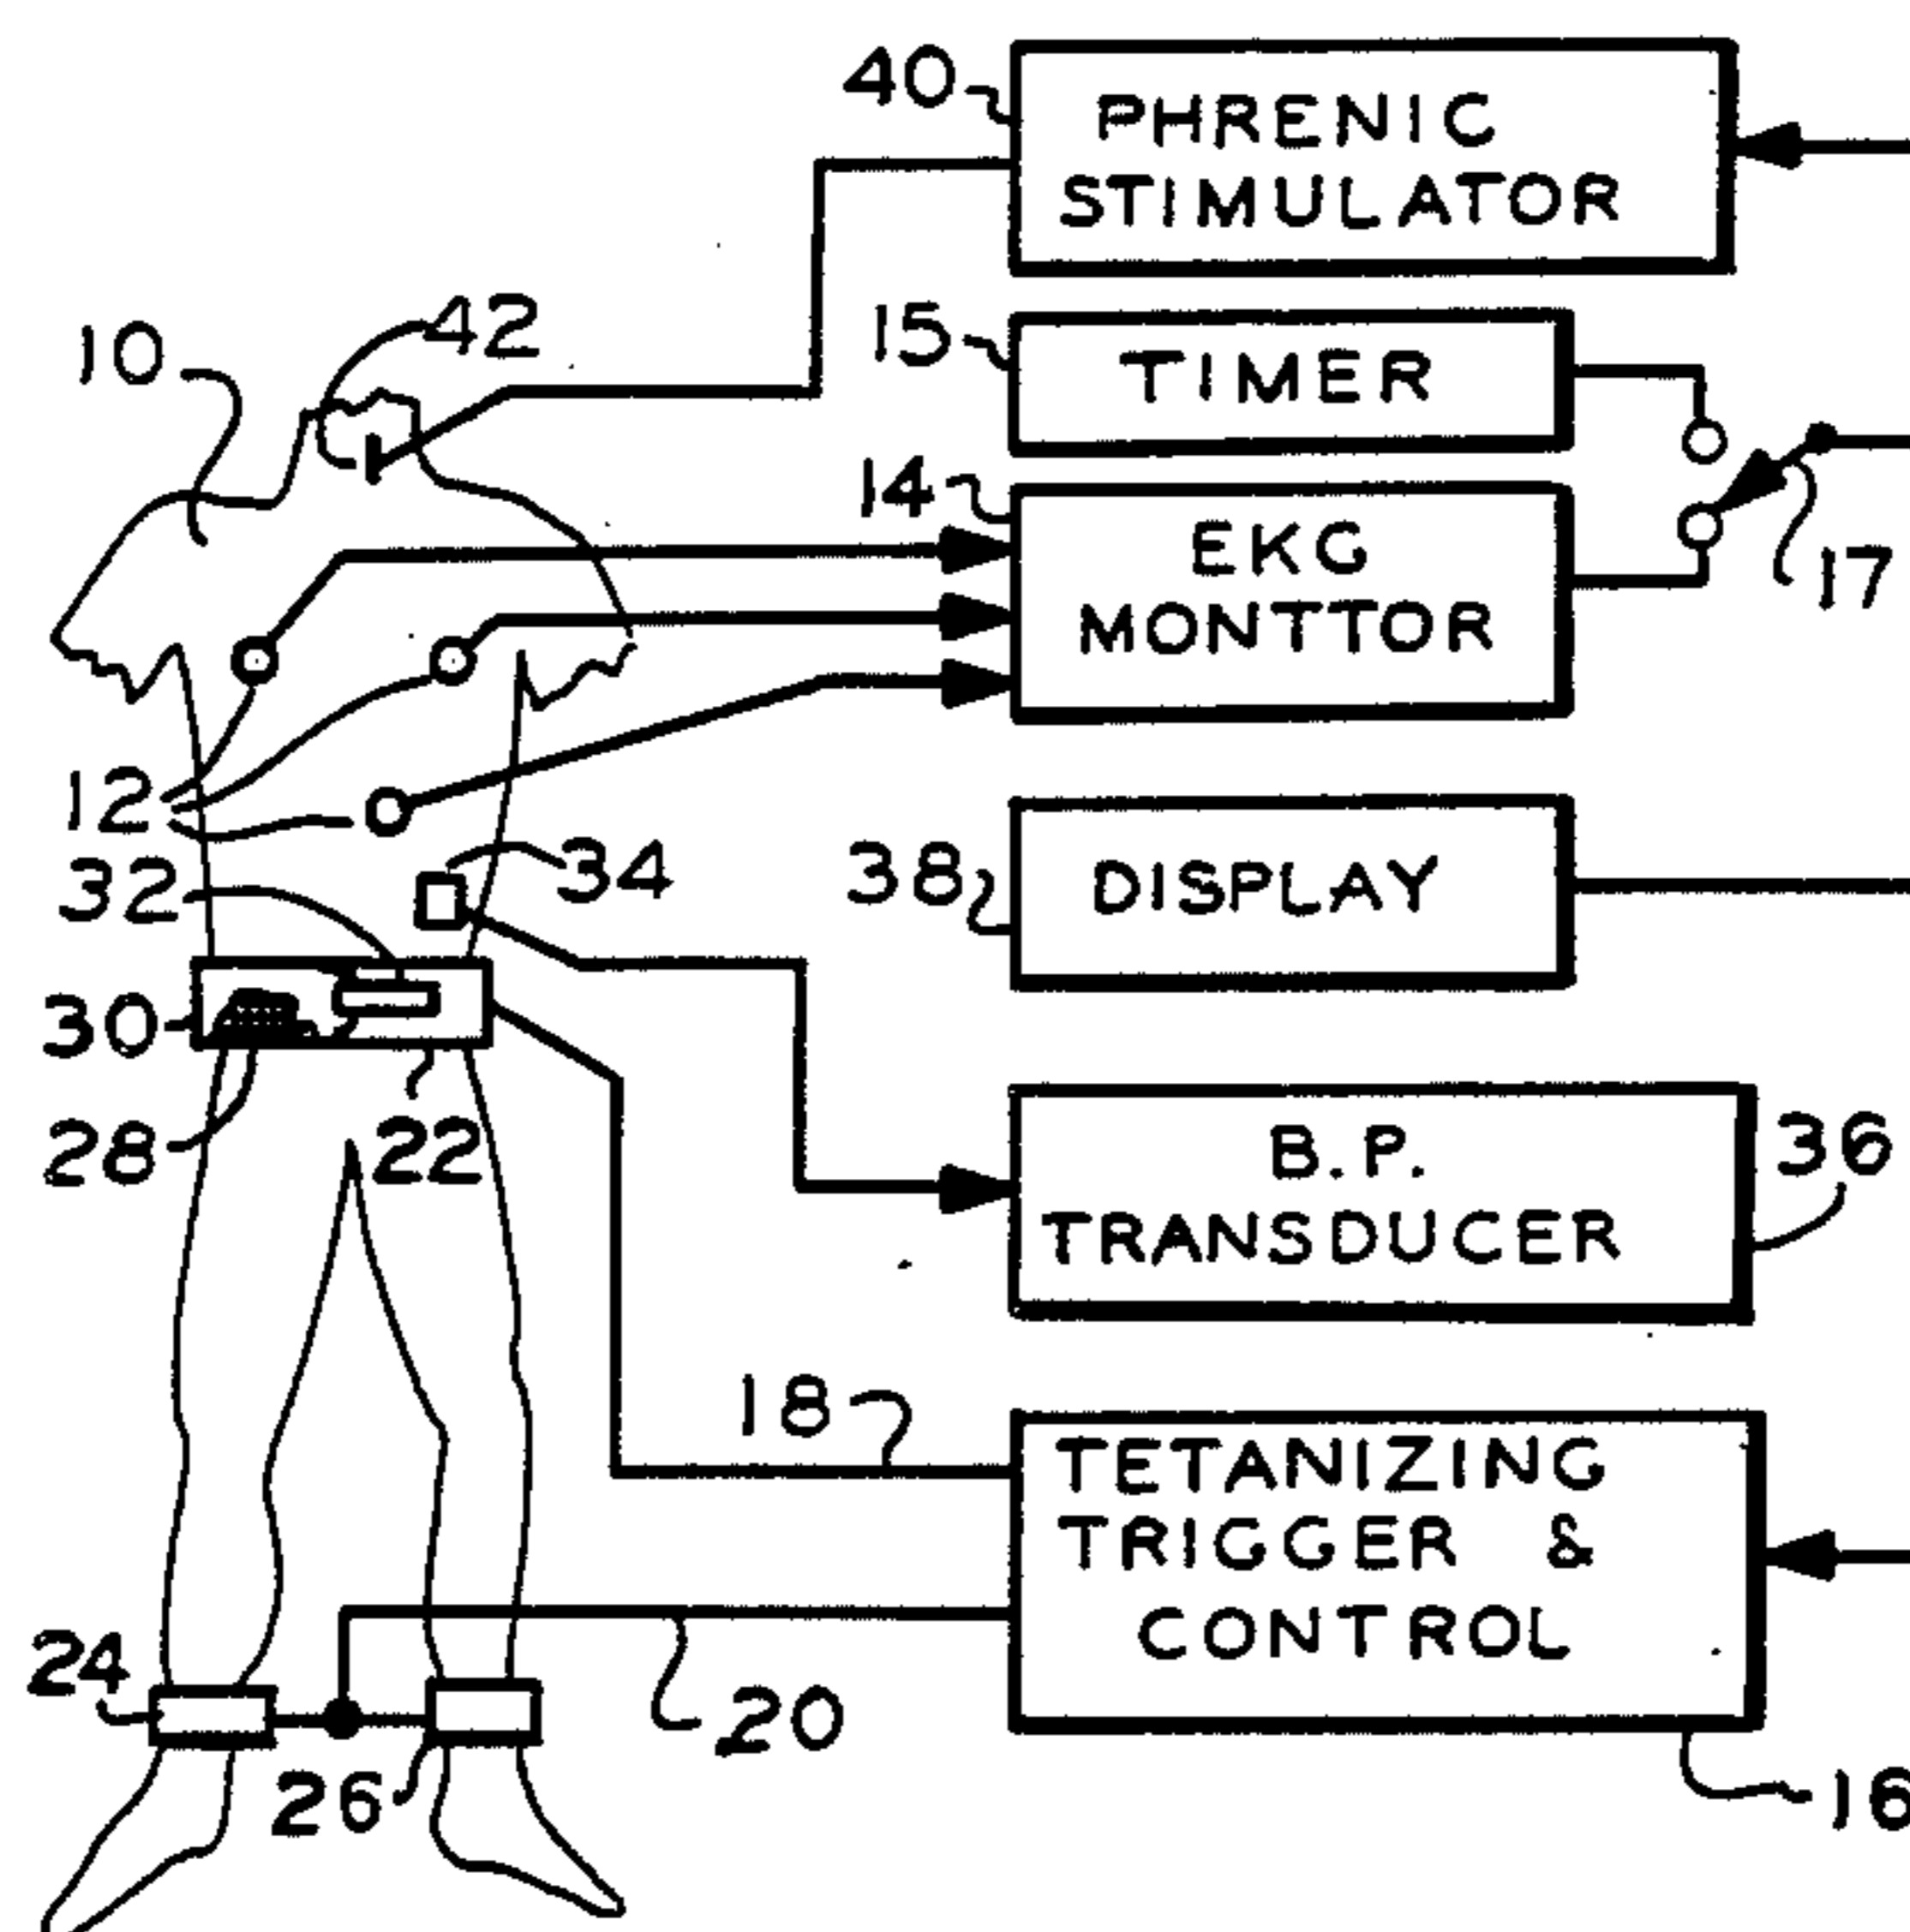 40
PHRENIC
STIMULATOR
42
10
15
TIMER
14
EKG
MONTTOR
17
12
32
34
38
DISPLAY
30
28
22
B.P.
TRANSDUCER
36
18
TETANIZING
TRIGGER &
CONTROL
24
20
26
16